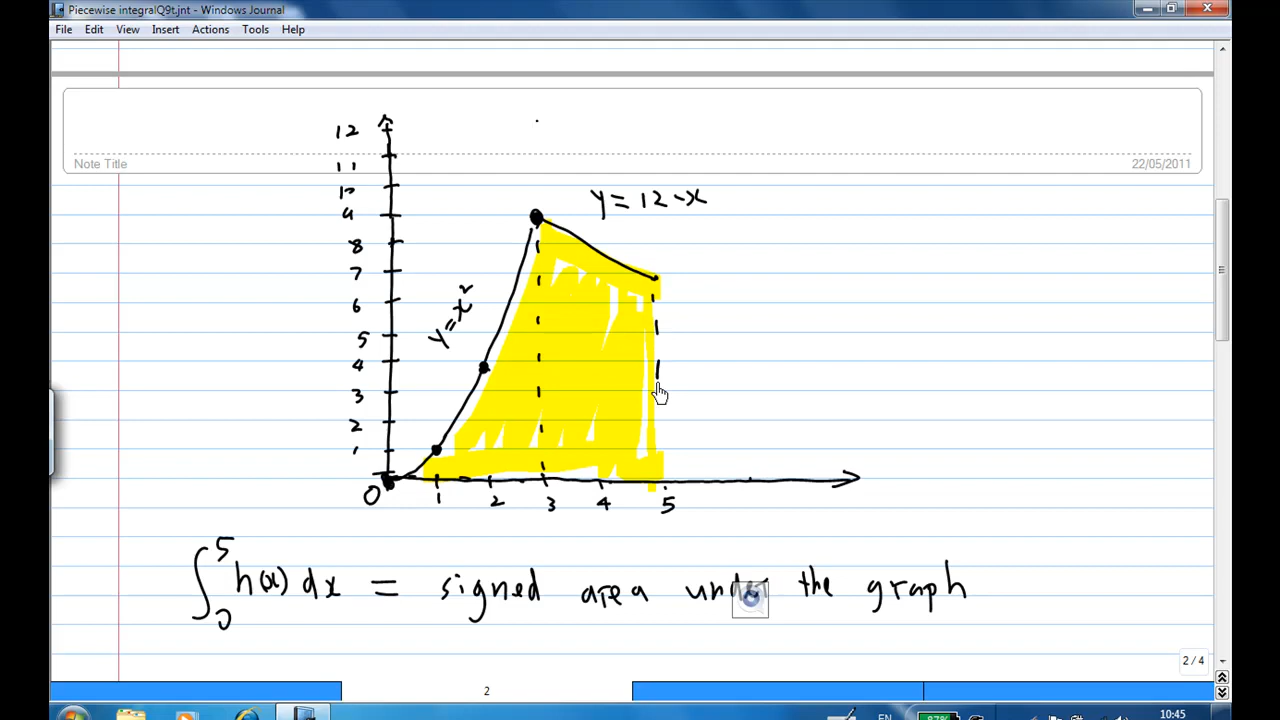 Piecewise integralQ9t.jnt - Windows Journal
File Edit View Insert Actions Tools Help
Note Title
22/05/2011
12
11
10
9
8
7
6
5
4
3
2
1
0
y = 12 - x
y = x²
1 2 3 4 5
∫₀⁵ h(x) dx = signed area under the graph
2 / 4
2
EN
87%
10:45